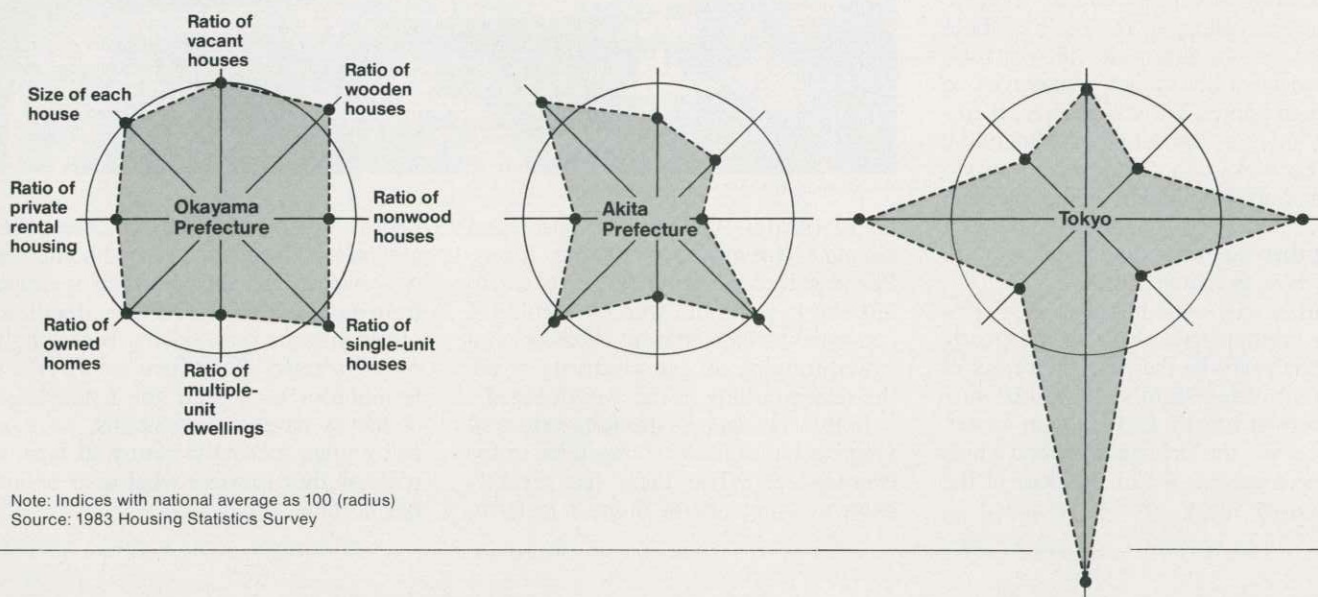 Ratio of
vacant
houses
Ratio of
wooden
houses
Size of each
house
Ratio of
private
rental
housing
Okayama
Prefecture
Ratio of
nonwood
houses
Ratio of
owned
homes
Ratio of
multiple-
unit
dwellings
Ratio of
single-unit
houses
Akita
Prefecture
Tokyo
Note: Indices with national average as 100 (radius)
Source: 1983 Housing Statistics Survey